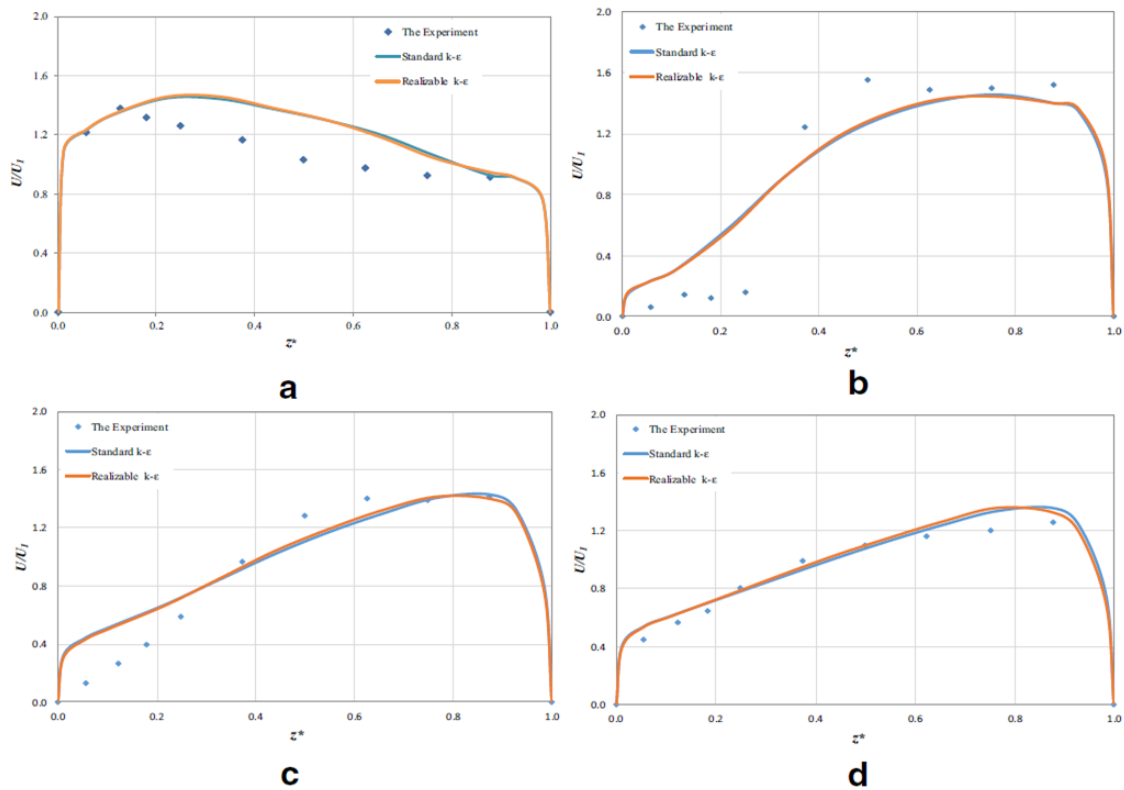 2.0
1.6
1.2
0.8
0.4
0.0
U/U1
The Experiment
Standard k-ε
Realizable k-ε
0.0 0.2 0.4 0.6 0.8 1.0
z*
a
2.0
1.6
1.2
0.8
0.4
0.0
U/U1
The Experiment
Standard k-ε
Realizable k-ε
0.0 0.2 0.4 0.6 0.8 1.0
z*
b
2.0
1.6
1.2
0.8
0.4
0.0
U/U1
The Experiment
Standard k-ε
Realizable k-ε
0.0 0.2 0.4 0.6 0.8 1.0
z*
c
2.0
1.6
1.2
0.8
0.4
0.0
U/U1
The Experiment
Standard k-ε
Realizable k-ε
0.0 0.2 0.4 0.6 0.8 1.0
z*
d